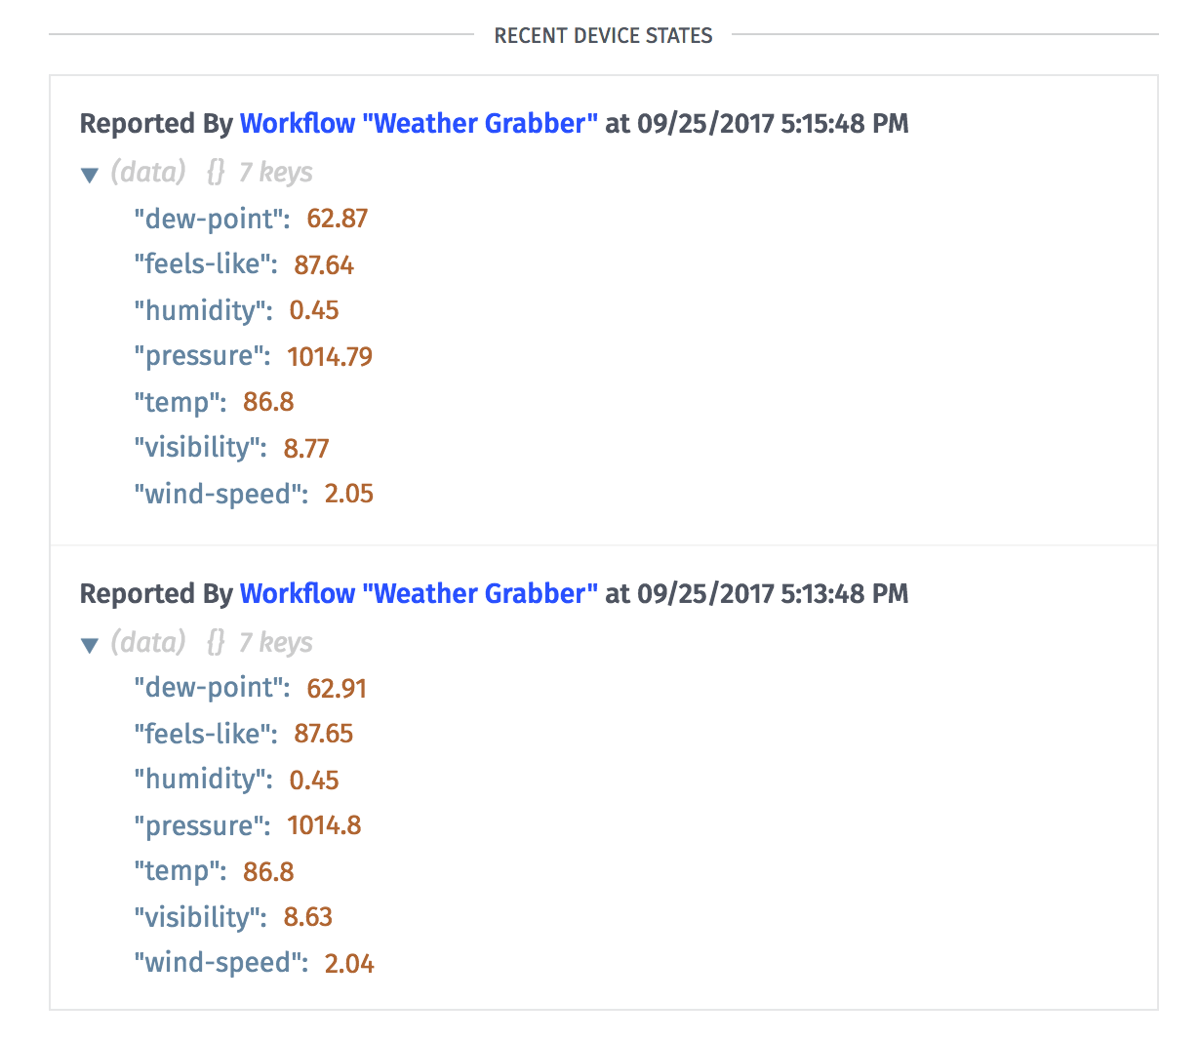 RECENT DEVICE STATES
Reported By Workflow "Weather Grabber" at 09/25/2017 5:15:48 PM
▼ (data) {} 7 keys
"dew-point": 62.87
"feels-like": 87.64
"humidity": 0.45
"pressure": 1014.79
"temp": 86.8
"visibility": 8.77
"wind-speed": 2.05
Reported By Workflow "Weather Grabber" at 09/25/2017 5:13:48 PM
▼ (data) {} 7 keys
"dew-point": 62.91
"feels-like": 87.65
"humidity": 0.45
"pressure": 1014.8
"temp": 86.8
"visibility": 8.63
"wind-speed": 2.04